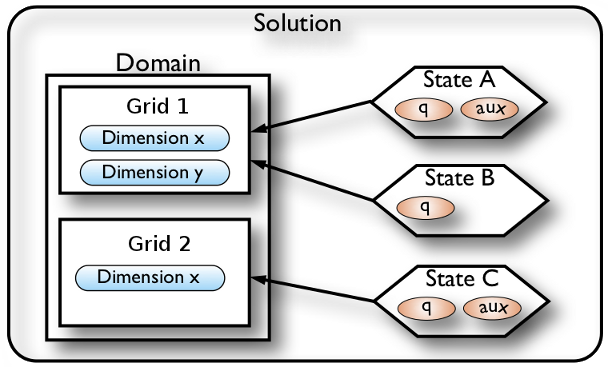 Solution
Domain
Grid 1
Dimension x
Dimension y
Grid 2
Dimension x
State A
q aux
State B
q
State C
q aux